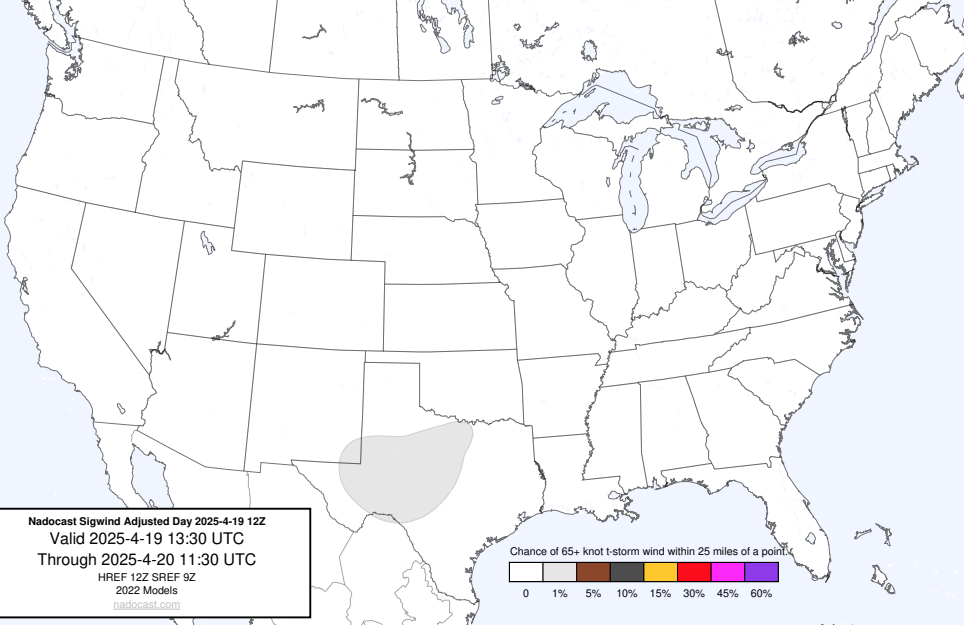 Nadocast Sigwind Adjusted Day 2025-4-19 12Z
Valid 2025-4-19 13:30 UTC
Through 2025-4-20 11:30 UTC
HREF 12Z SREF 9Z
2022 Models
nadocast.com
Chance of 65+ knot t-storm wind within 25 miles of a point.
0 1% 5% 10% 15% 30% 45% 60%